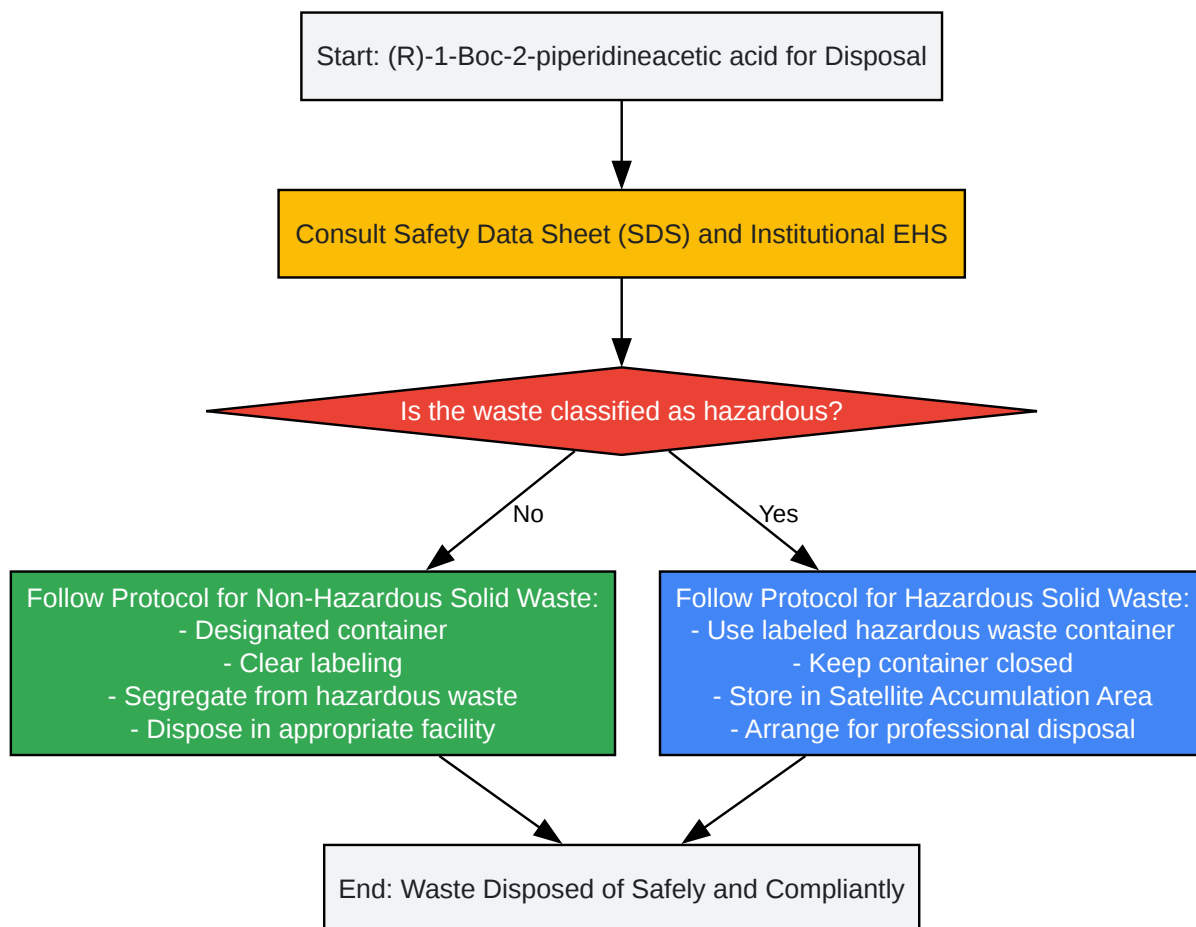 Start: (R)-1-Boc-2-piperidineacetic acid for Disposal
Consult Safety Data Sheet (SDS) and Institutional EHS
Is the waste classified as hazardous?
No
Yes
Follow Protocol for Non-Hazardous Solid Waste:
- Designated container
- Clear labeling
- Segregate from hazardous waste
- Dispose in appropriate facility
Follow Protocol for Hazardous Solid Waste:
- Use labeled hazardous waste container
- Keep container closed
- Store in Satellite Accumulation Area
- Arrange for professional disposal
End: Waste Disposed of Safely and Compliantly